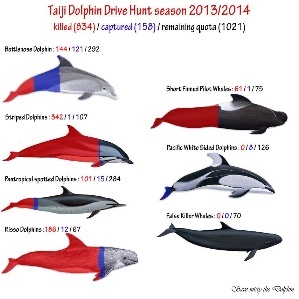 Taiji Dolphin Drive Hunt season 2013/2014
killed (834) / captured (158) / remaining quota (1021)
Bottlenose Dolphin : 144 / 121 / 292
Short Finned Pilot Whales : 61 / 1 / 75
Striped Dolphins : 342 / 1 / 107
Pacific White Sided Dolphins : 0 / 8 / 126
Pantropical spotted Dolphins : 101 / 15 / 284
False Killer Whales : 0 / 0 / 70
Risso Dolphins : 186 / 12 / 67
Save misty the Dolphin